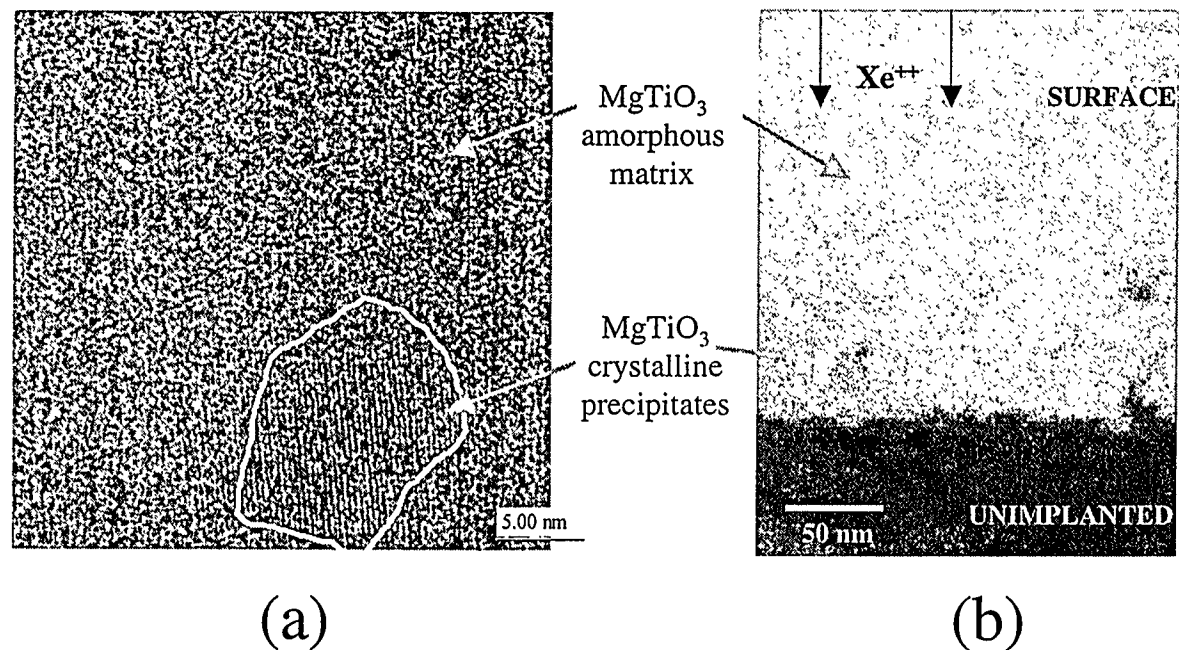 MgTiO₃
amorphous
matrix
MgTiO₃
crystalline
precipitates
5.00 nm
Xe⁺⁺
SURFACE
50 nm
UNIMPLANTED
(a)
(b)